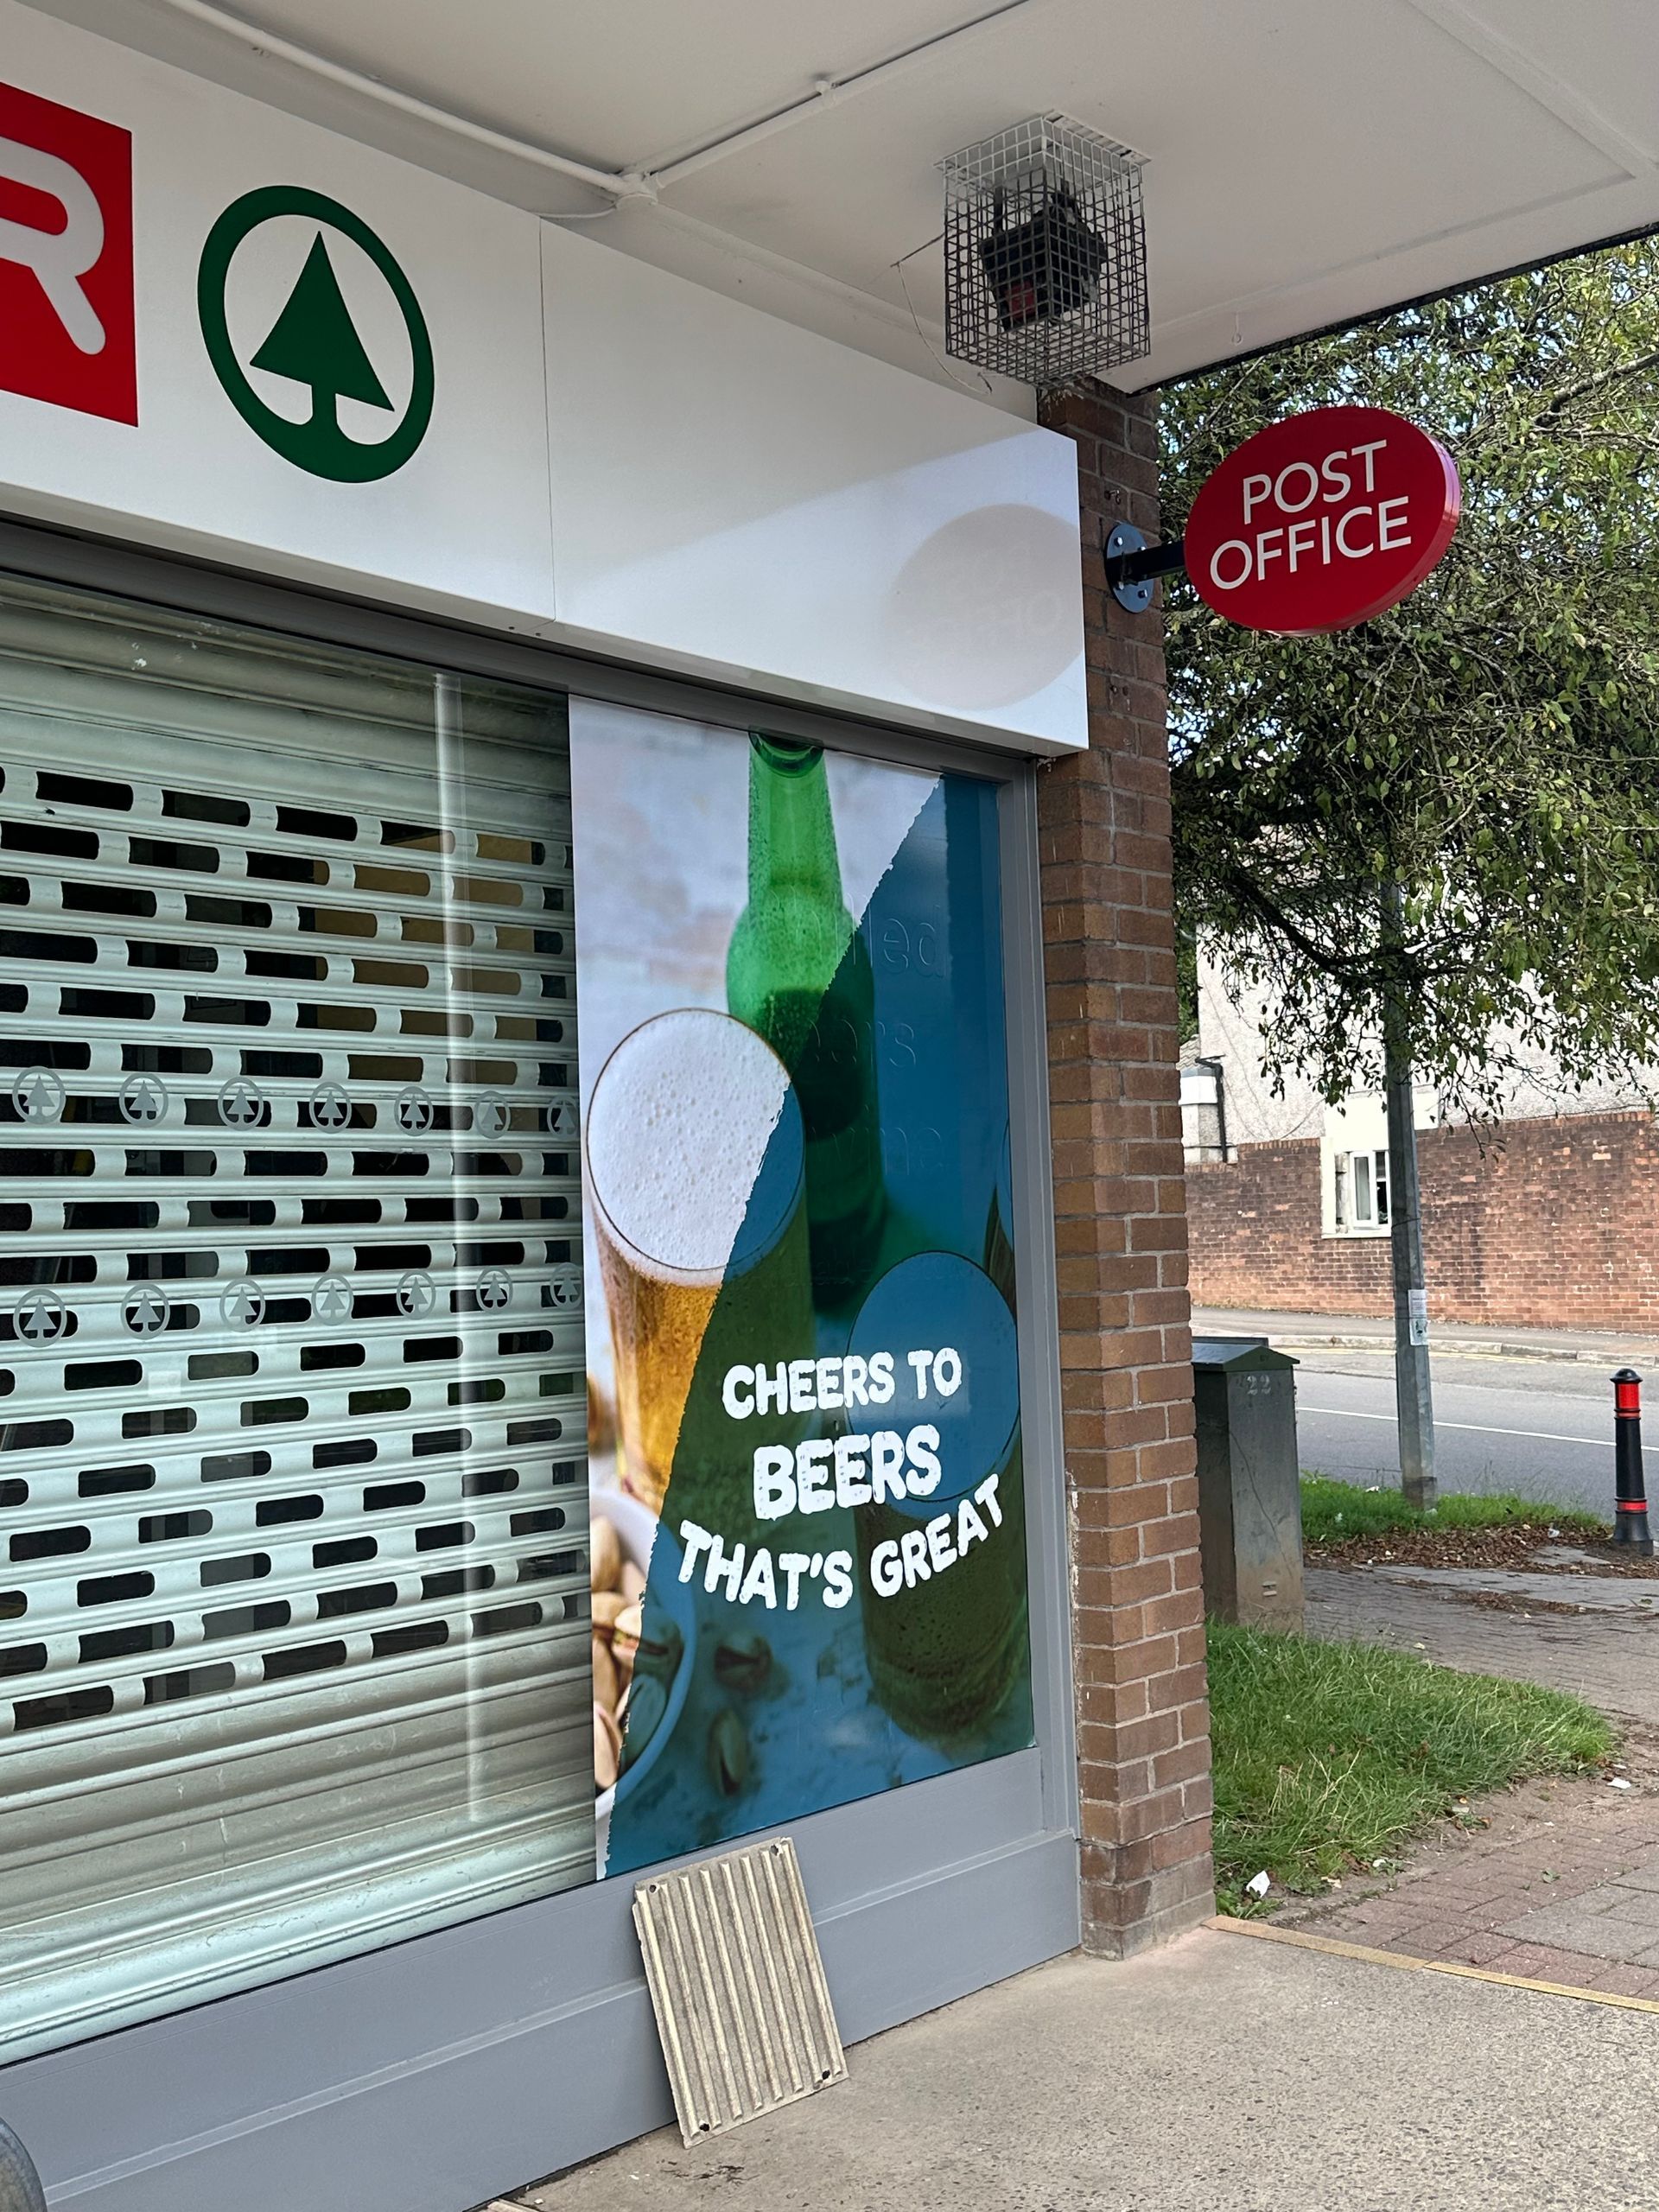 R
POST
OFFICE
CHEERS TO
BEERS
THAT'S GREAT
22